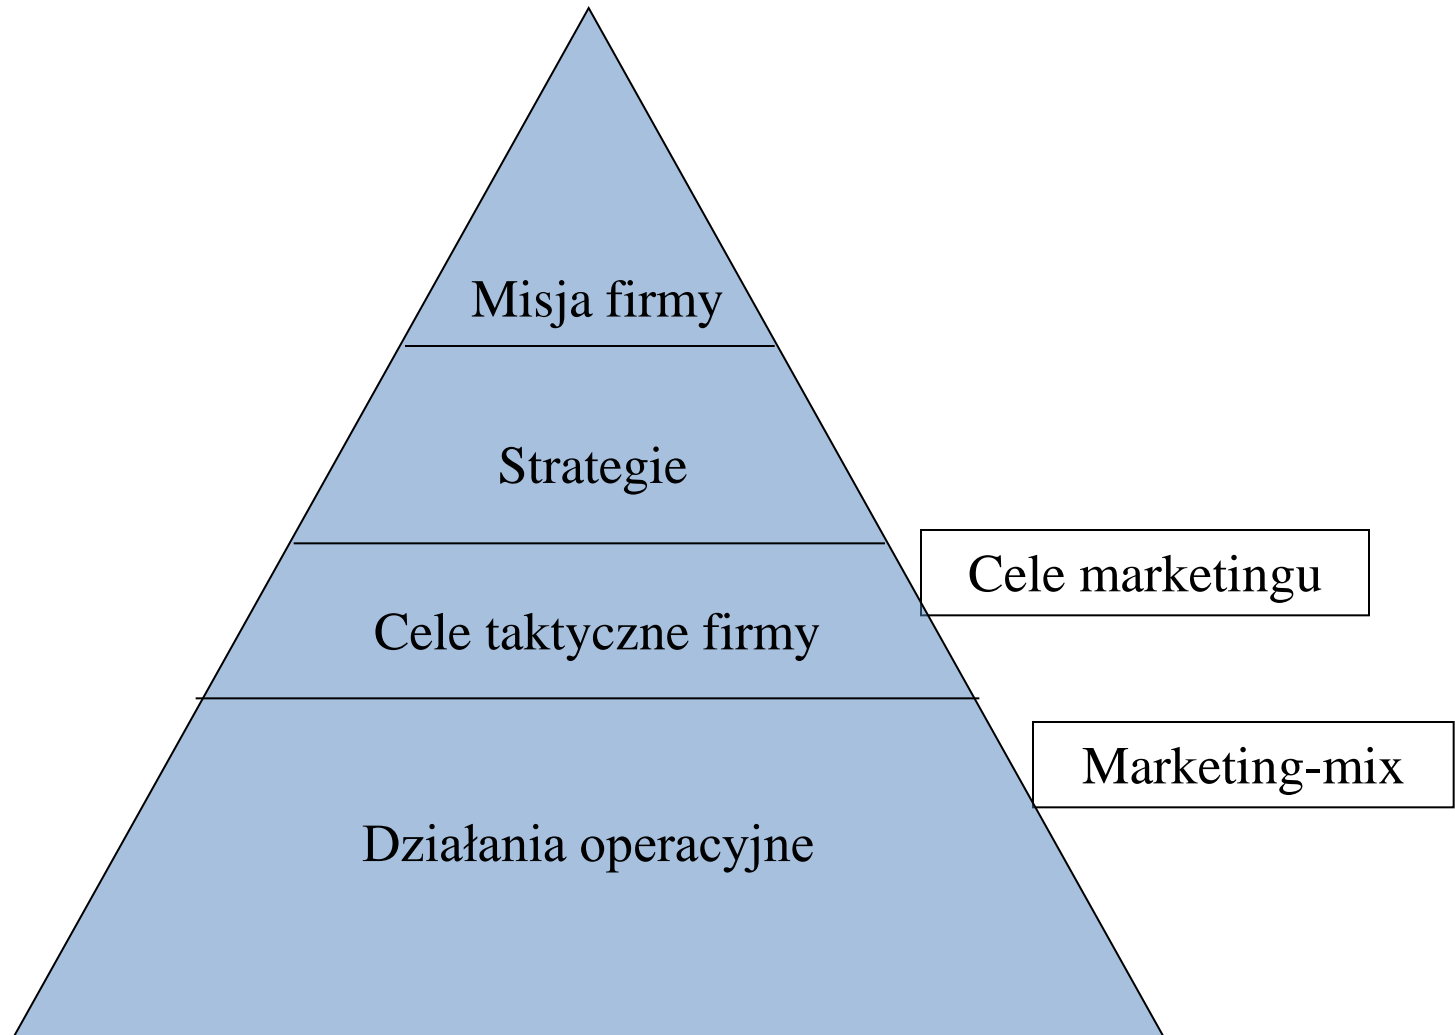 Misja firmy
Strategie
Cele marketingu
Cele taktyczne firmy
Marketing-mix
Działania operacyjne